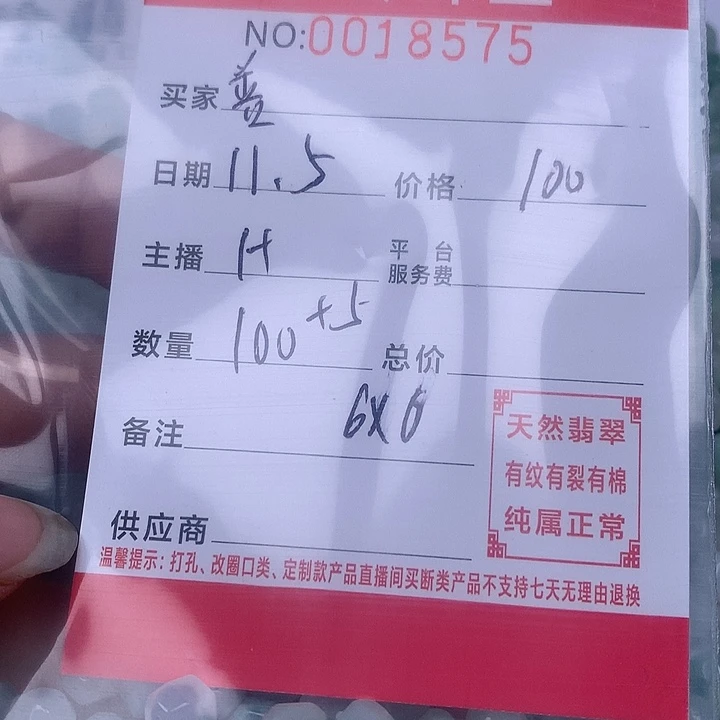 NO:0018575
买家
日期 11.5 价格 100
主播 H 平台服务费
数量 100+5 总价
备注 6x6
天然翡翠
有纹有裂有棉
纯属正常
供应商
温馨提示：打孔、改圈口类、定制款产品直播间买断类产品不支持七天无理由退换